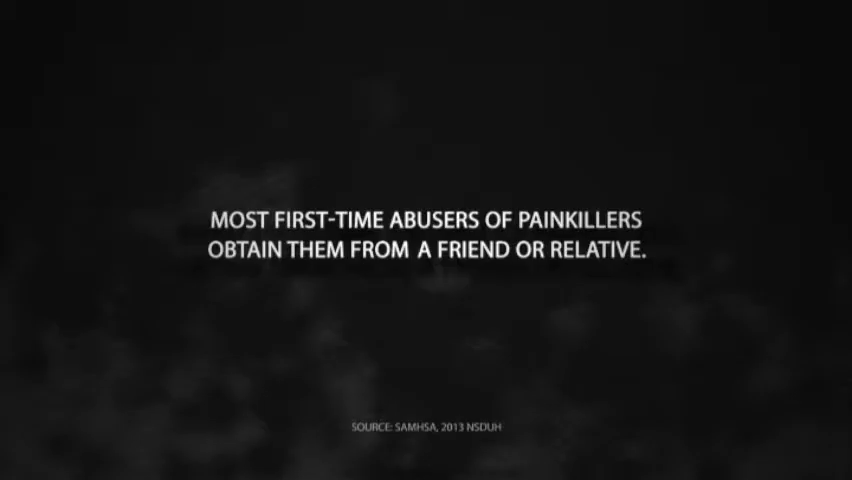 MOST FIRST-TIME ABUSERS OF PAINKILLERS
OBTAIN THEM FROM A FRIEND OR RELATIVE.
SOURCE: SAMHSA, 2013 NSDUH